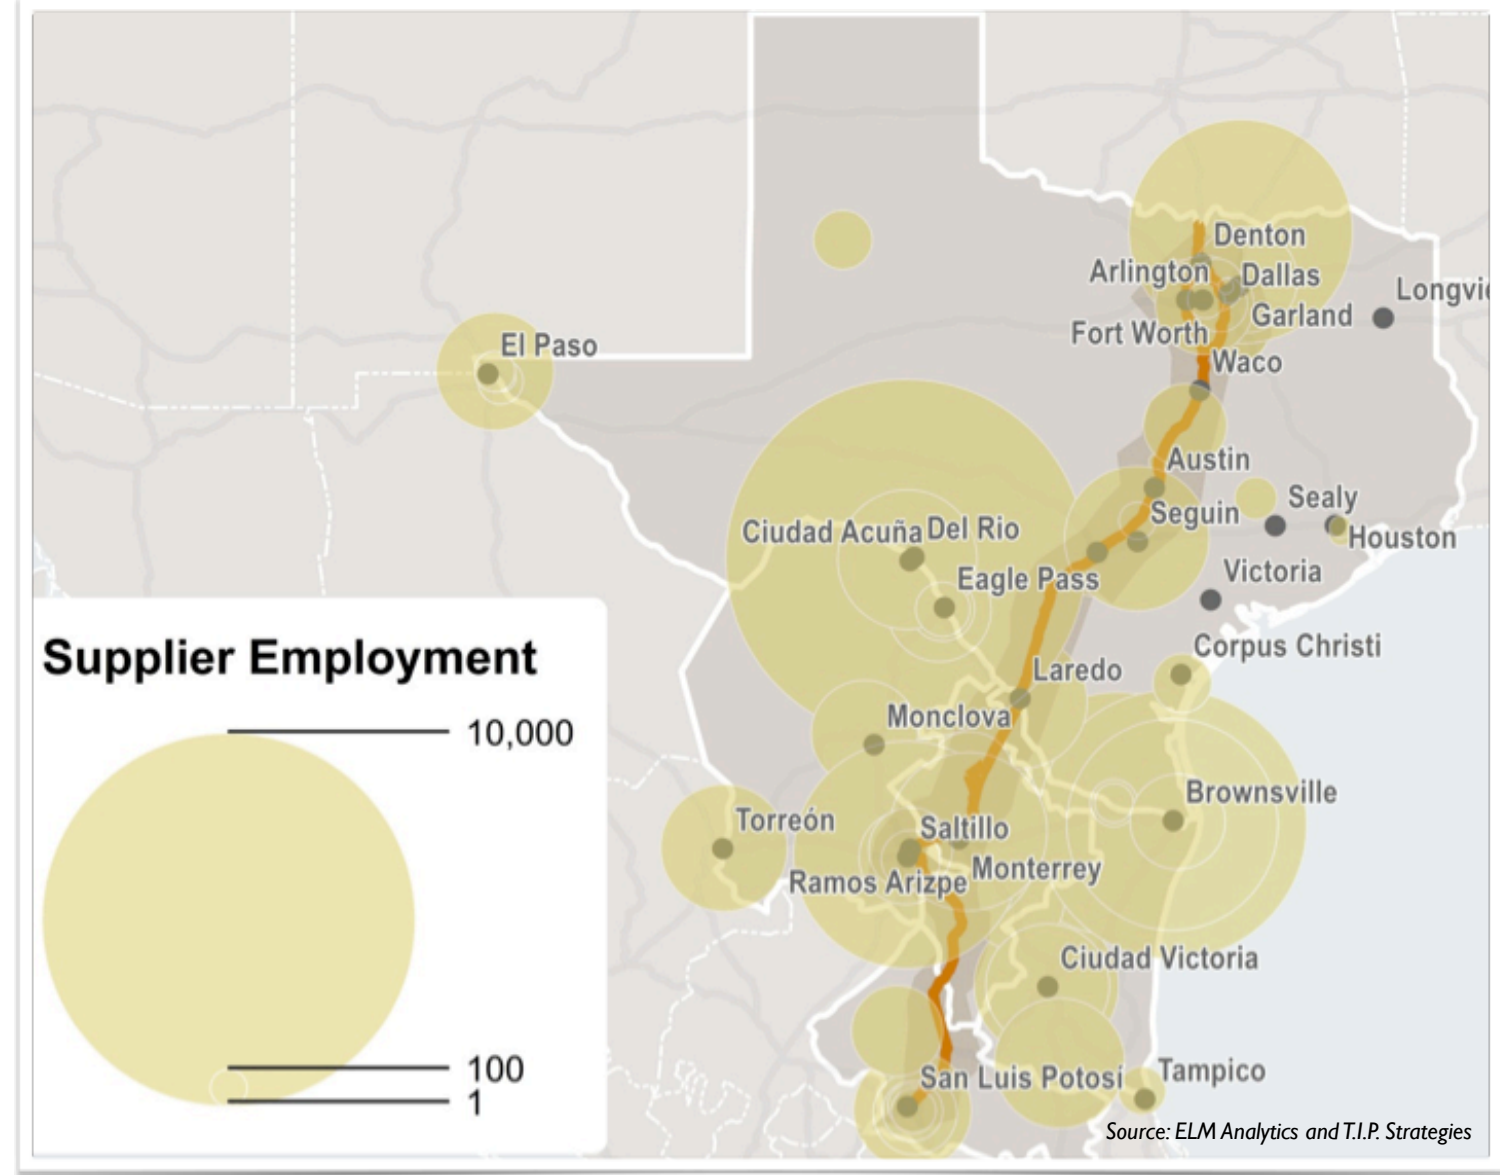 Denton
Arlington
Dallas
Longvie
Garland
Fort Worth
El Paso
Waco
Austin
Sealy
Seguin
Houston
Ciudad Acuña
Del Rio
Eagle Pass
Victoria
Corpus Christi
Laredo
Monclova
Supplier Employment
10,000
100
1
Brownsville
Torreón
Saltillo
Monterrey
Ramos Arizpe
Ciudad Victoria
San Luis Potosí
Tampico
Source: ELM Analytics and T.I.P. Strategies